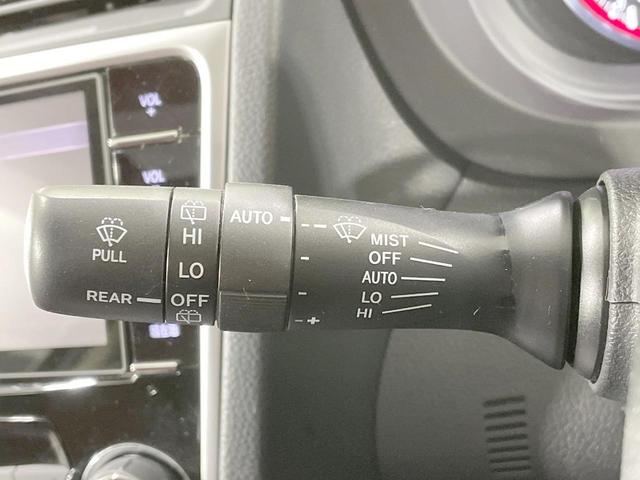 VOL
+
VOL
PULL
REAR
HI
LO
OFF
AUTO
- +
MIST
OFF
AUTO
LO
HI